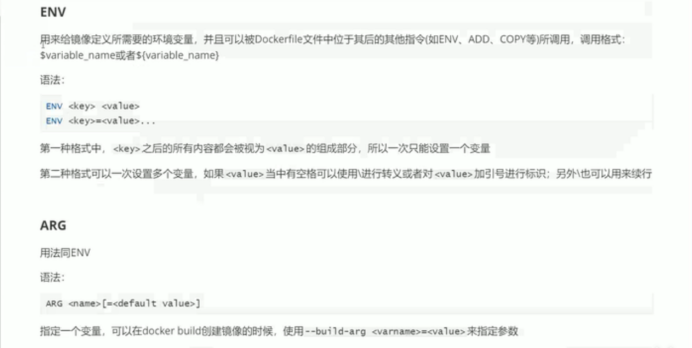 ENV
用来给镜像定义所需要的环境变量，并且可以被Dockerfile文件中位于其后的其他指令(如ENV、ADD、COPY等)所调用，调用格式：
$variable_name或者${variable_name}
语法：
ENV <key> <value>
ENV <key>=<value>...
第一种格式中，<key>之后的所有内容都会被视为<value>的组成部分，所以一次只能设置一个变量
第二种格式可以一次设置多个变量，如果<value>当中有空格可以使用\进行转义或者对<value>加引号进行标识；另外\也可以用来续行
ARG
用法同ENV
语法：
ARG <name>[=<default value>]
指定一个变量，可以在docker build创建镜像的时候，使用--build-arg <varname>=<value>来指定参数